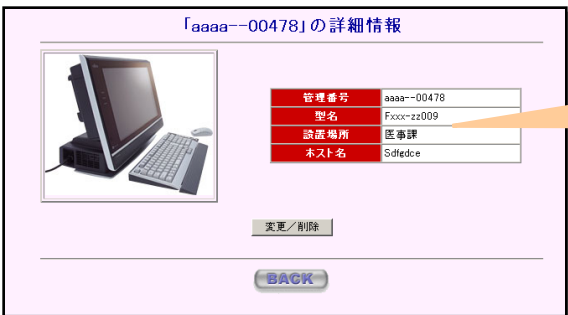 「aaaa--00478」の詳細情報
管理番号 aaaa--00478
型名 Fxxx-zz009
設置場所 医事課
ホスト名 Sdfgdce
変更／削除
BACK